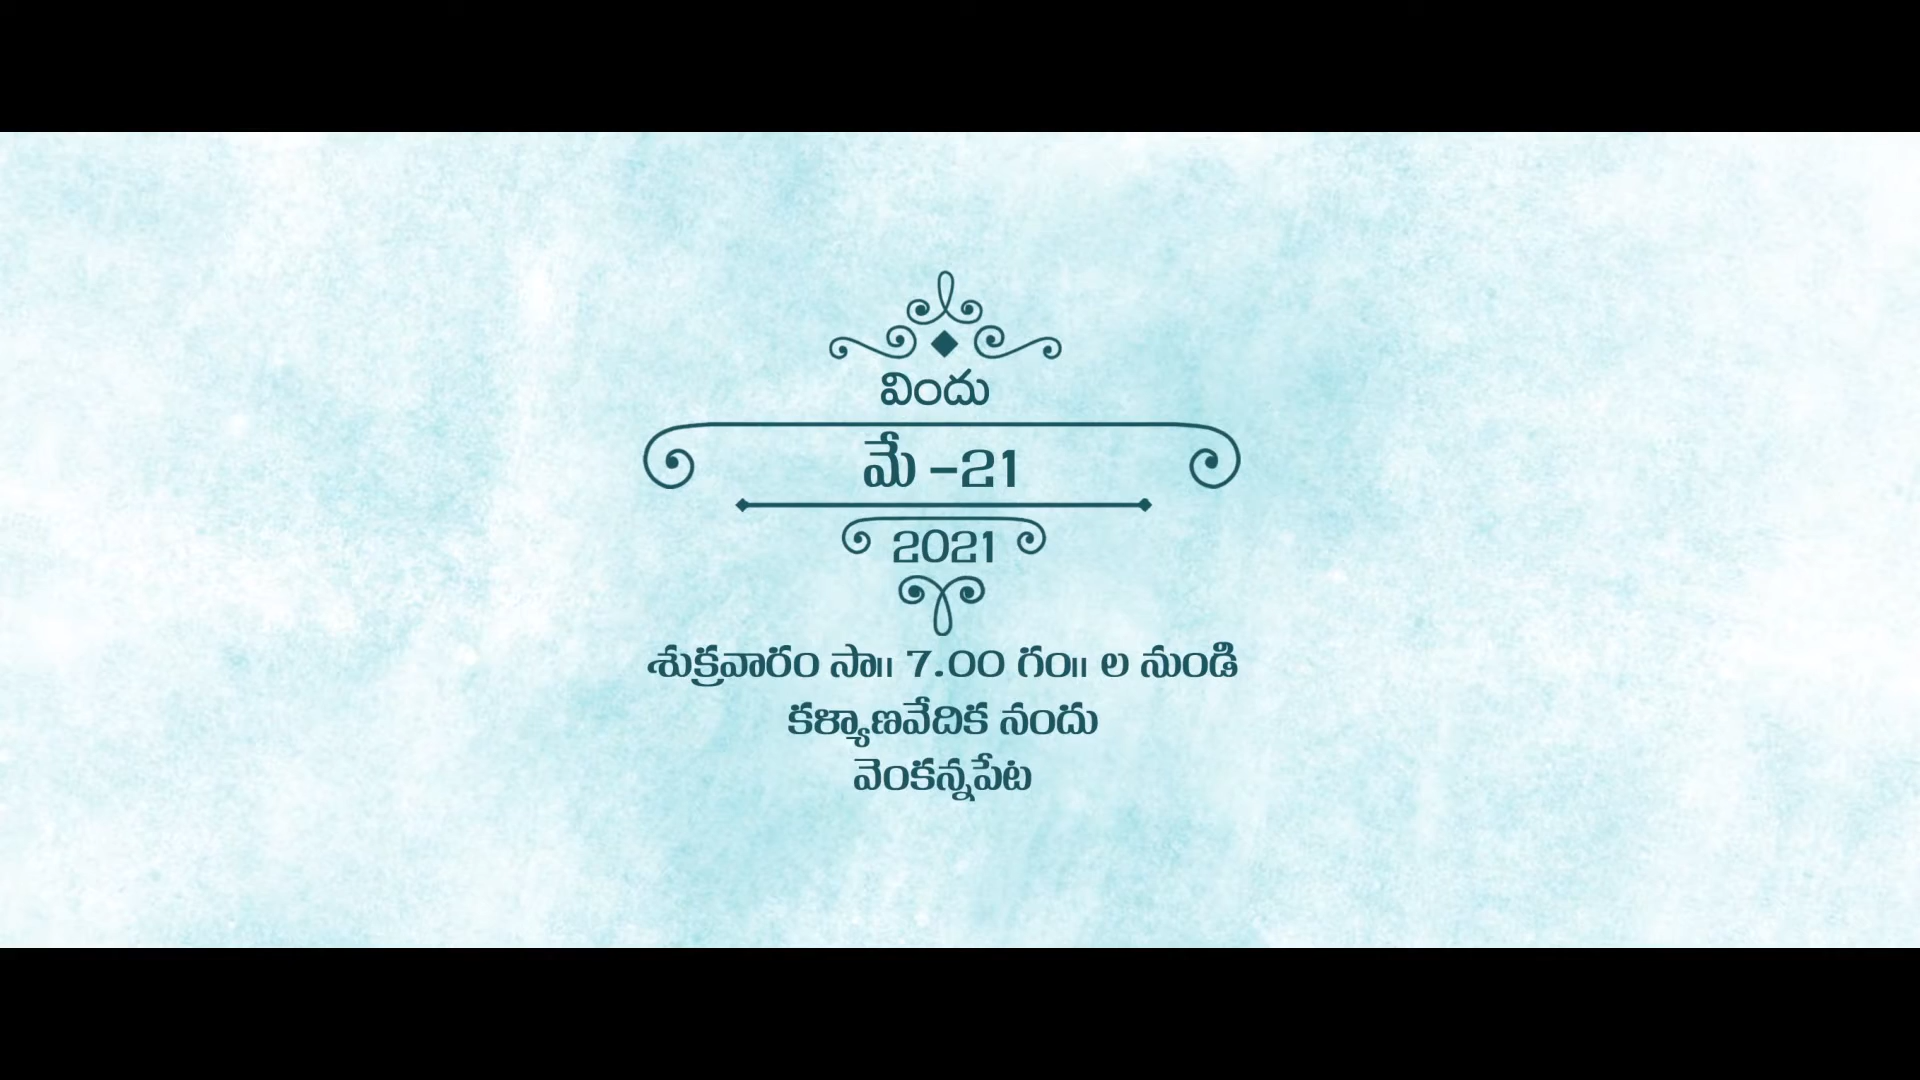 విందు
మే -21
2021
శుక్రవారం సా॥ 7.00 గం॥ ల నుండి
కళ్యాణవేదిక నందు
వెంకన్నపేట